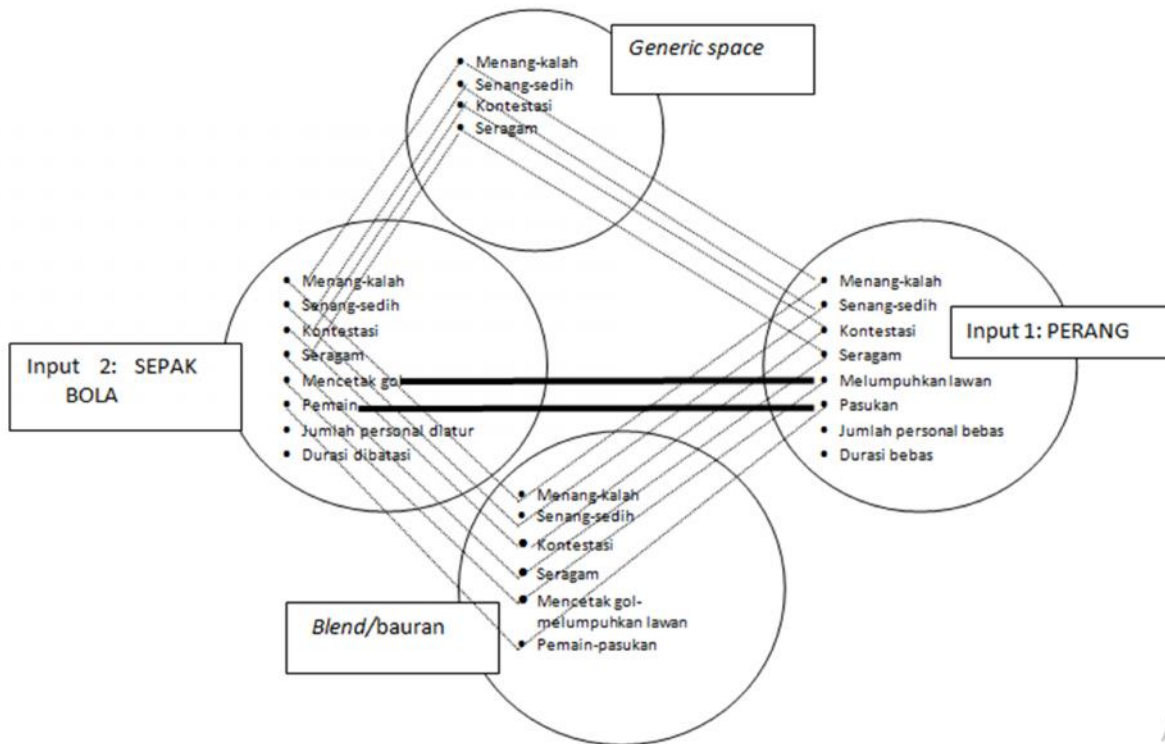 Generic space
• Menang-kalah
• Senang-sedih
• Kontestasi
• Seragam
Input 2: SEPAK
BOLA
• Menang-kalah
• Senang-sedih
• Kontestasi
• Seragam
• Mencetak gol
• Pemain
• Jumlah personal diatur
• Durasi dibatasi
Input 1: PERANG
• Menang-kalah
• Senang-sedih
• Kontestasi
• Seragam
• Melumpuhkan lawan
• Pasukan
• Jumlah personal bebas
• Durasi bebas
Blend/bauran
• Menang-kalah
• Senang-sedih
• Kontestasi
• Seragam
• Mencetak gol-
melumpuhkan lawan
• Pemain-pasukan